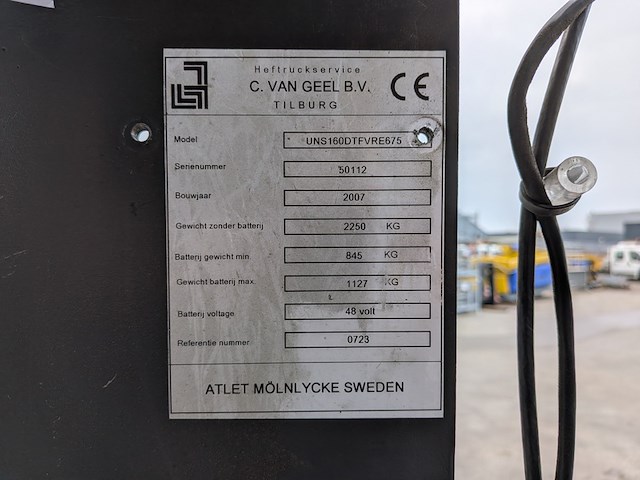 Heftruckservice
C. VAN GEEL B.V.
TILBURG
CE
Model UNS160DTFVRE675
Serienummer 50112
Bouwjaar 2007
Gewicht zonder batterij 2250 KG
Batterij gewicht min. 845 KG
Gewicht batterij max. 1127 KG
Batterij voltage. 48 volt
Referentie nummer 0723
ATLET MÖLNLYCKE SWEDEN